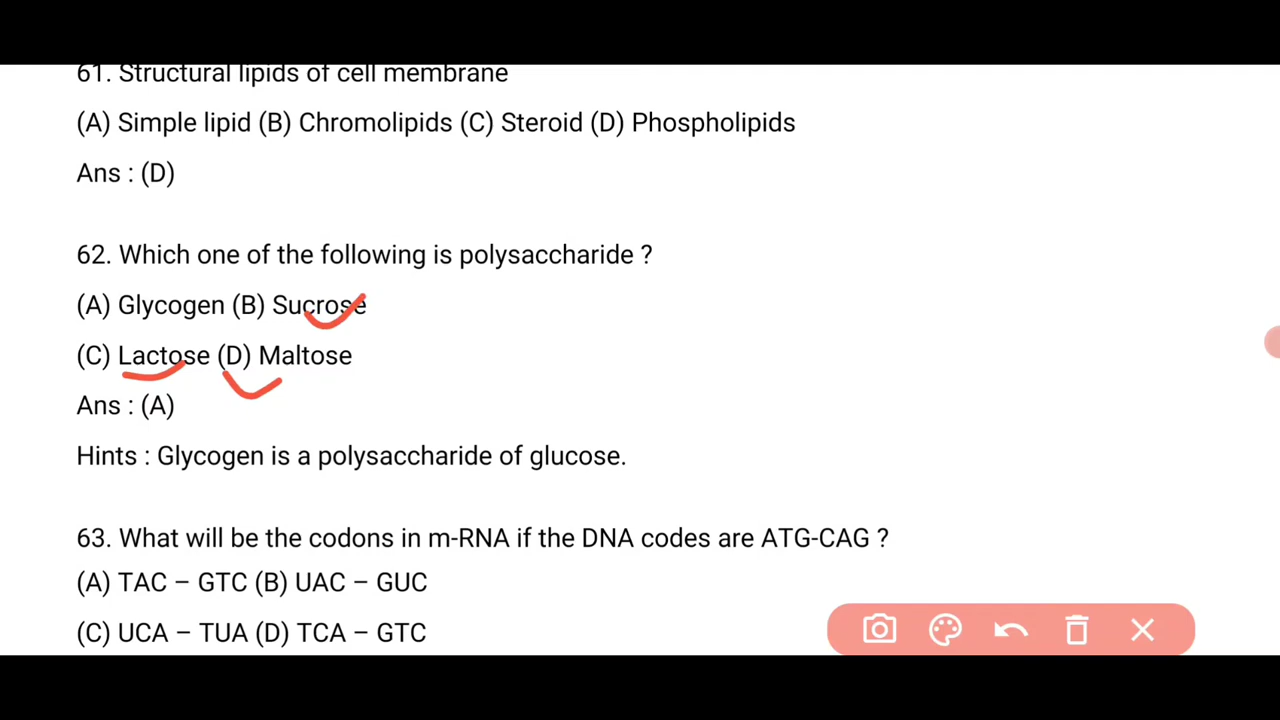 61. Structural lipids of cell membrane
(A) Simple lipid (B) Chromolipids (C) Steroid (D) Phospholipids
Ans : (D)
62. Which one of the following is polysaccharide ?
(A) Glycogen (B) Sucrose
(C) Lactose (D) Maltose
Ans : (A)
Hints : Glycogen is a polysaccharide of glucose.
63. What will be the codons in m-RNA if the DNA codes are ATG-CAG ?
(A) TAC – GTC (B) UAC – GUC
(C) UCA – TUA (D) TCA – GTC